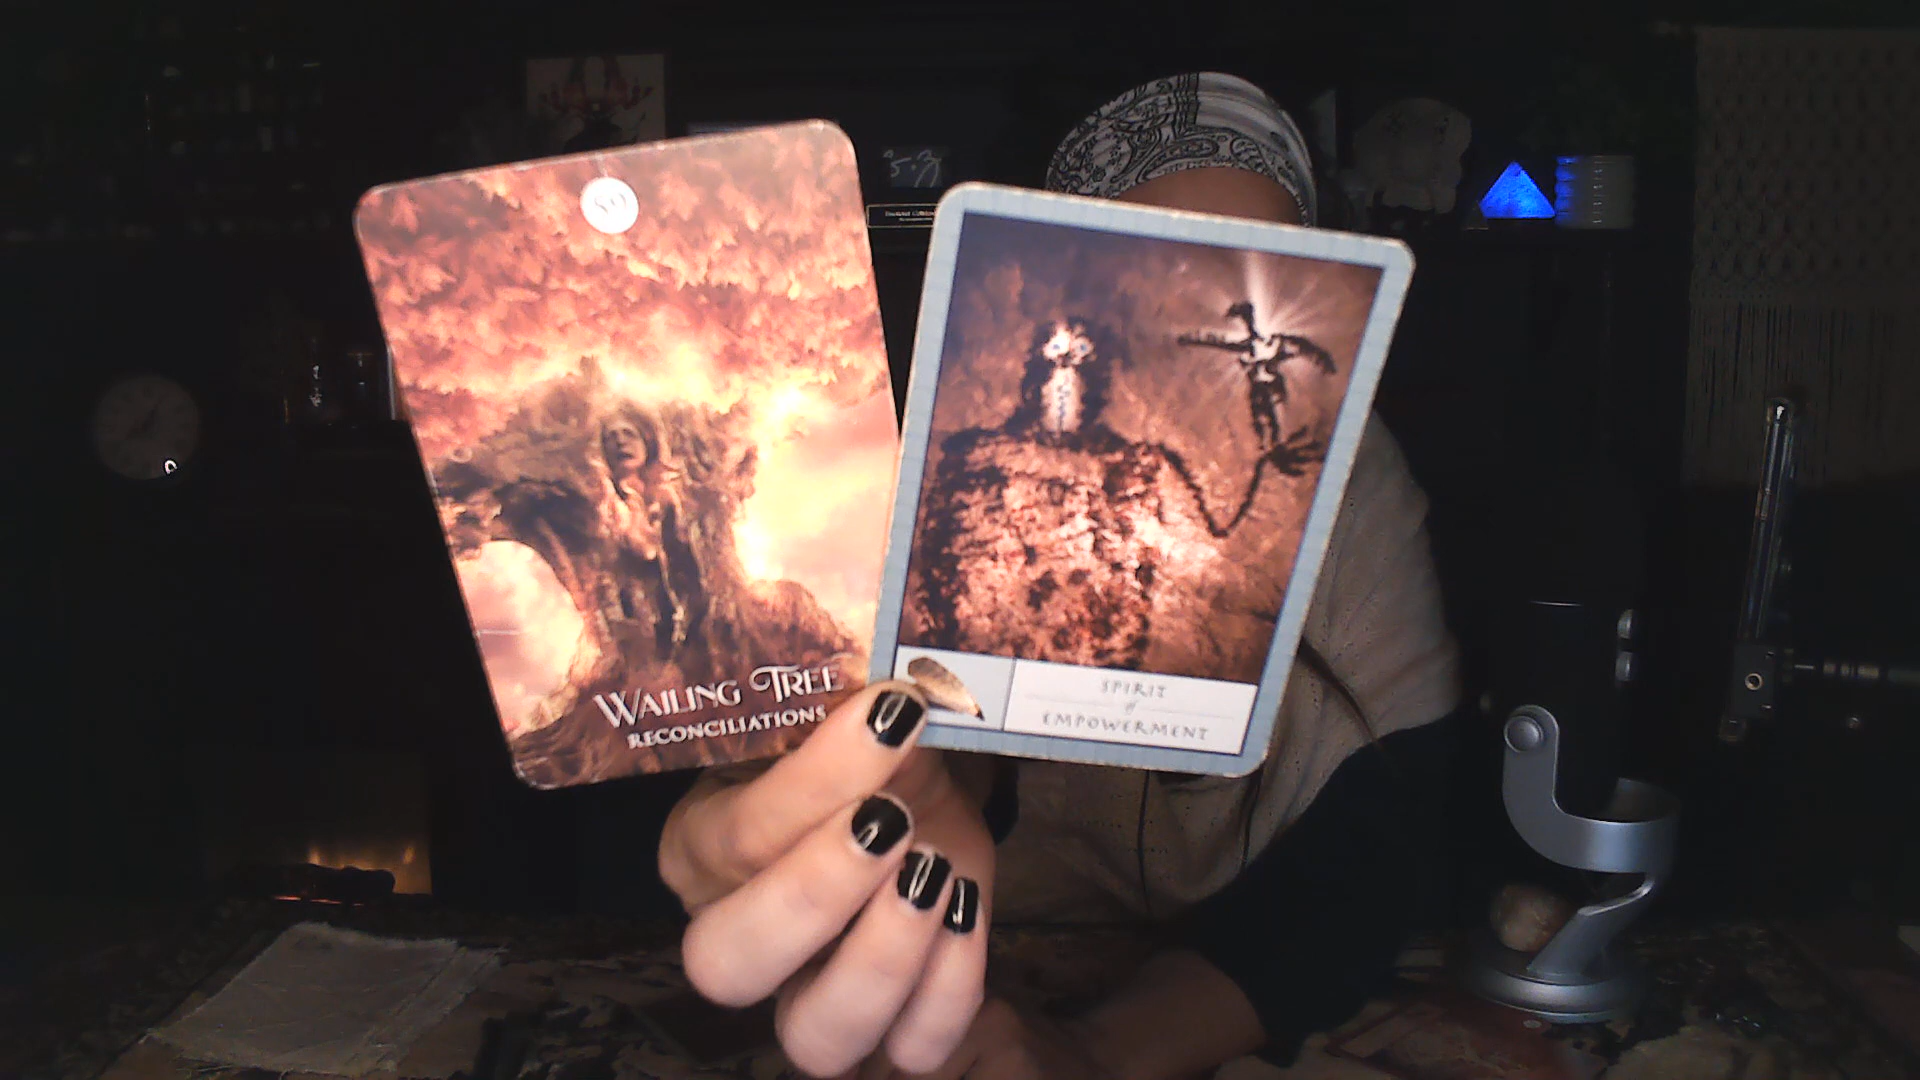 WAILING TREE
RECONCILIATIONS
SPIRIT
of
EMPOWERMENT